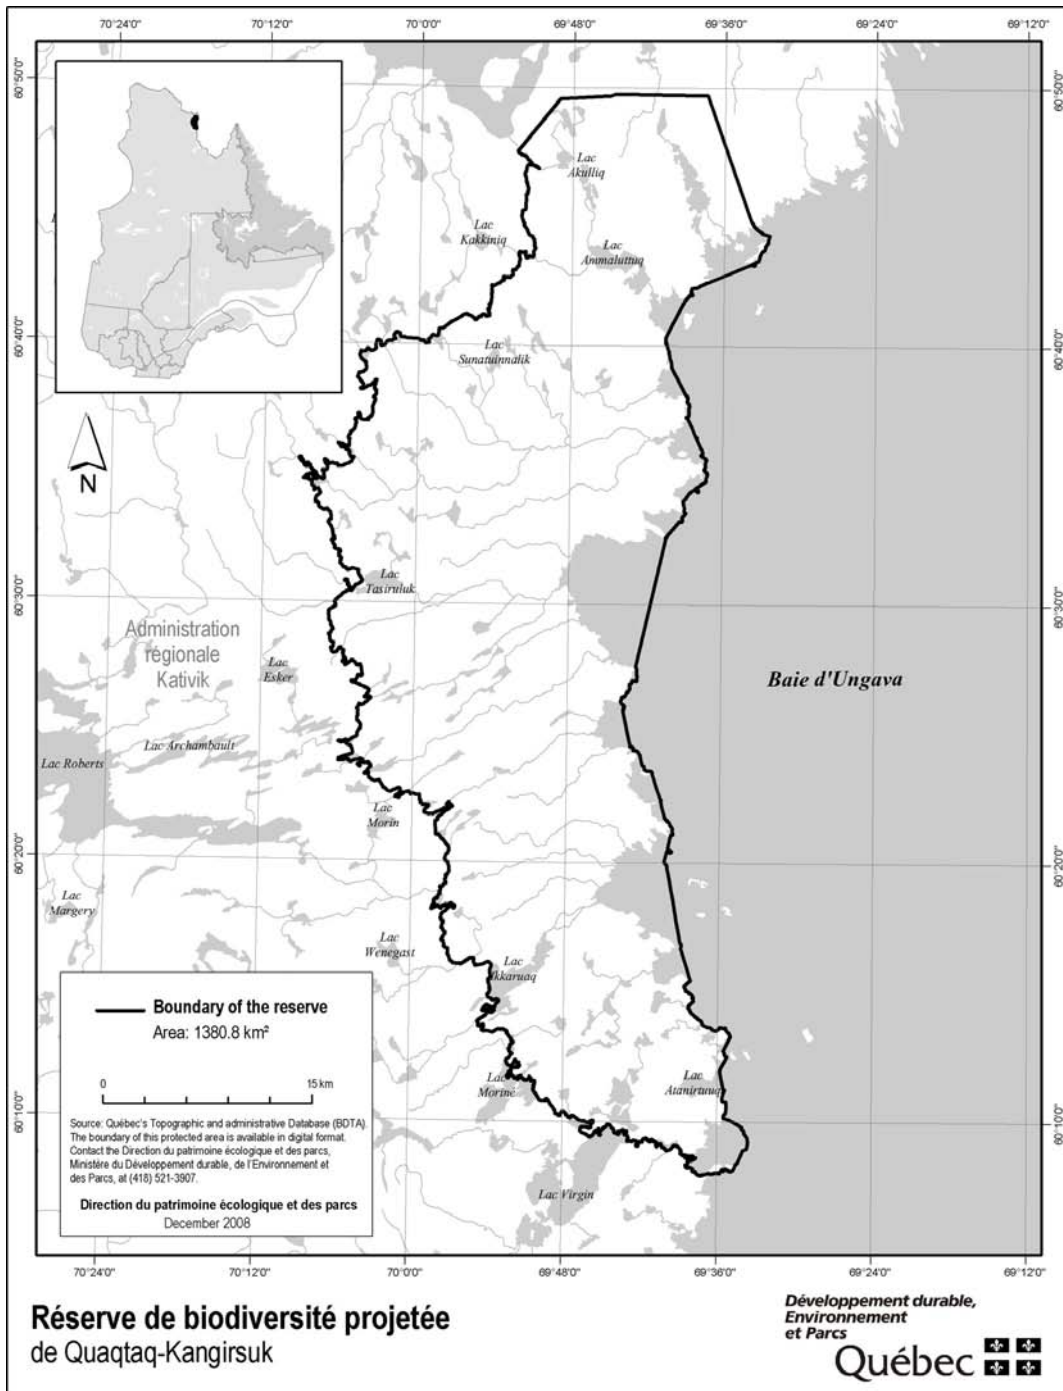 70°24'0"
70°12'0"
70°0'0"
69°48'0"
69°36'0"
69°24'0"
69°12'0"
60°50'0"
60°50'0"
Lac
Akulliq
Lac
Kakkiniq
Lac
Ammaluttuq
60°40'0"
60°40'0"
Lac
Sunatuinnalik
N
Lac
Tasiruluk
60°30'0"
60°30'0"
Administration
régionale
Kativik
Lac
Esker
Baie d'Ungava
Lac Archambault
Lac Roberts
Lac
Morin
60°20'0"
60°20'0"
Lac
Margery
Lac
Wenegast
Lac
Ikkaruaq
Boundary of the reserve
Area: 1380.8 km²
0
15 km
Lac
Moriné
Lac
Atanirtuuq
60°10'0"
60°10'0"
Source: Québec's Topographic and administrative Database (BDTA).
The boundary of this protected area is available in digital format.
Contact the Direction du patrimoine écologique et des parcs,
Ministère du Développement durable, de l'Environnement et
des Parcs, at (418) 521-3907.
Direction du patrimoine écologique et des parcs
December 2008
Lac Virgin
70°24'0"
70°12'0"
70°0'0"
69°48'0"
69°36'0"
69°24'0"
69°12'0"
Réserve de biodiversité projetée
de Quaqtaq-Kangirsuk
Développement durable,
Environnement
et Parcs
Québec